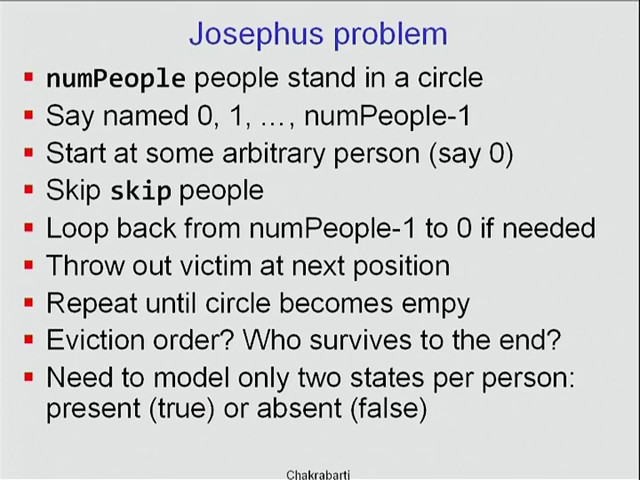 Josephus problem
numPeople people stand in a circle
Say named 0, 1, …, numPeople-1
Start at some arbitrary person (say 0)
Skip skip people
Loop back from numPeople-1 to 0 if needed
Throw out victim at next position
Repeat until circle becomes empy
Eviction order? Who survives to the end?
Need to model only two states per person:
present (true) or absent (false)
Chakrabarti